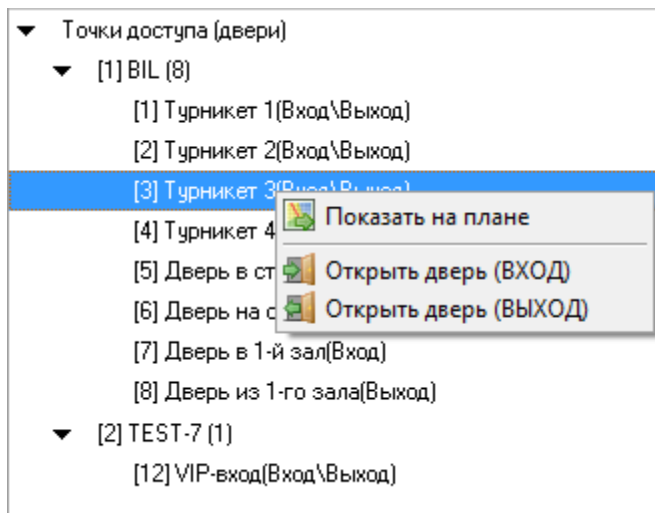 Точки доступа (двери)
[1] BIL (8)
[1] Турникет 1(Вход\Выход)
[2] Турникет 2(Вход\Выход)
[3] Турникет 3(Вход\Выход)
Показать на плане
[4] Турникет 4
[5] Дверь в ст
Открыть дверь (ВХОД)
[6] Дверь на
Открыть дверь (ВЫХОД)
[7] Дверь в 1-й зал(Вход)
[8] Дверь из 1-го зала(Выход)
[2] TEST-7 (1)
[12] VIP-вход(Вход\Выход)